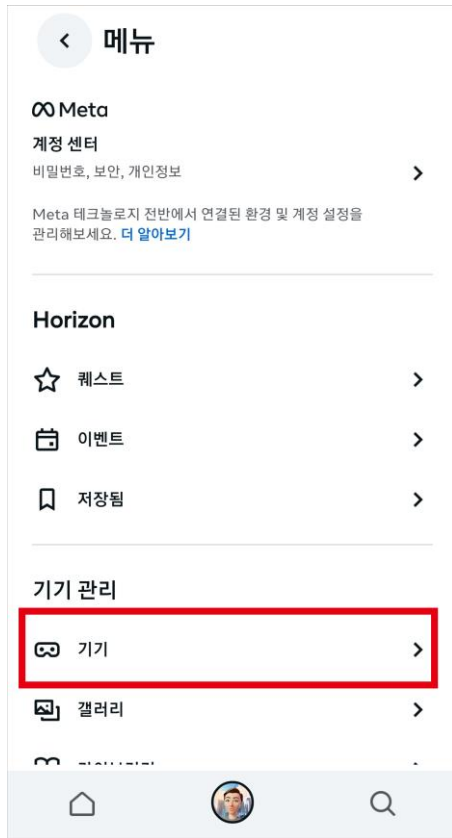 메뉴
Meta
계정 센터
비밀번호, 보안, 개인정보
Meta 테크놀로지 전반에서 연결된 환경 및 계정 설정을
관리해보세요. 더 알아보기
Horizon
퀘스트
이벤트
저장됨
기기 관리
기기
갤러리